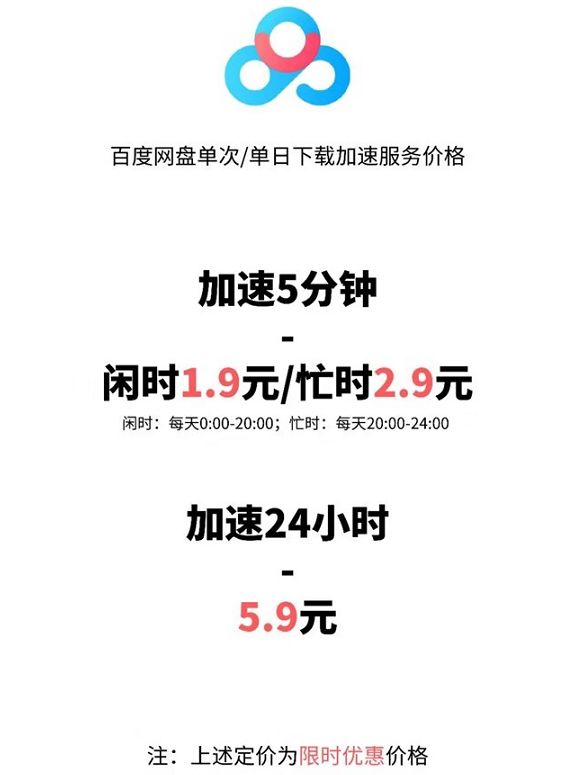 百度网盘单次/单日下载加速服务价格
加速5分钟
-
闲时1.9元/忙时2.9元
闲时：每天0:00-20:00；忙时：每天20:00-24:00
加速24小时
-
5.9元
注：上述定价为限时优惠价格